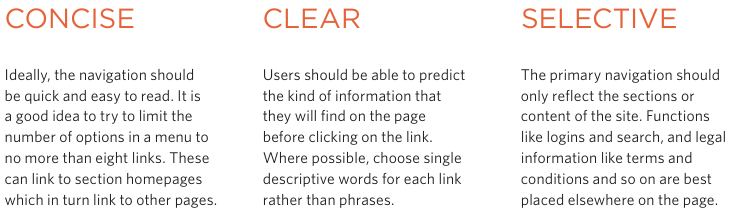 CONCISE
Ideally, the navigation should
be quick and easy to read. It is
a good idea to try to limit the
number of options in a menu to
no more than eight links. These
can link to section homepages
which in turn link to other pages.
CLEAR
Users should be able to predict
the kind of information that
they will find on the page
before clicking on the link.
Where possible, choose single
descriptive words for each link
rather than phrases.
SELECTIVE
The primary navigation should
only reflect the sections or
content of the site. Functions
like logins and search, and legal
information like terms and
conditions and so on are best
placed elsewhere on the page.